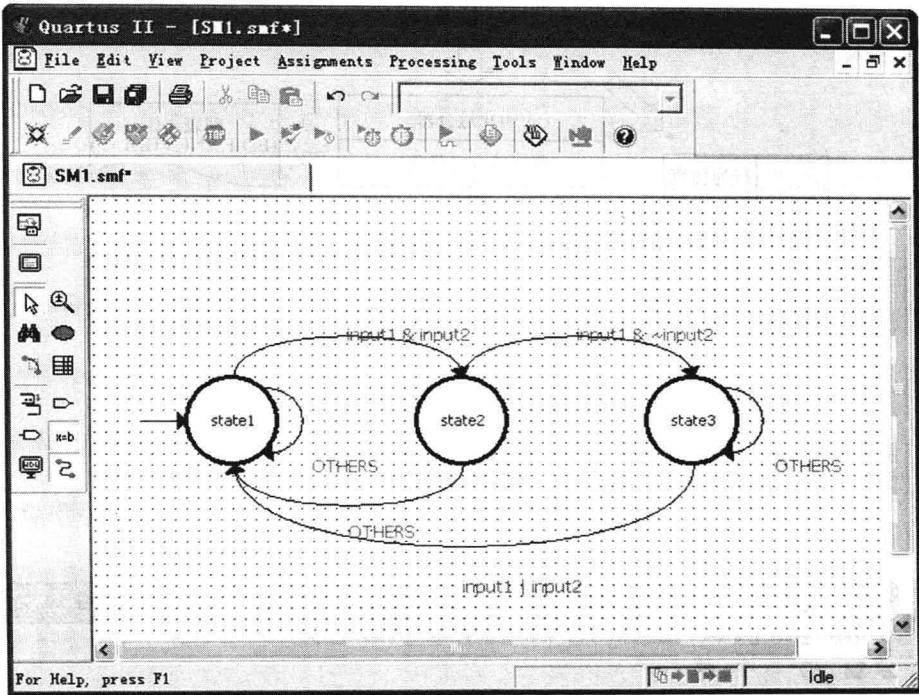 Quartus II - [SM1.smf*]
File Edit View Project Assignments Processing Tools Window Help
STOP
SM1.smf*
x=b
input1 & input2
input1 & ~input2
state1
state2
state3
OTHERS
OTHERS
OTHERS
input1 | input2
For Help, press F1
Idle